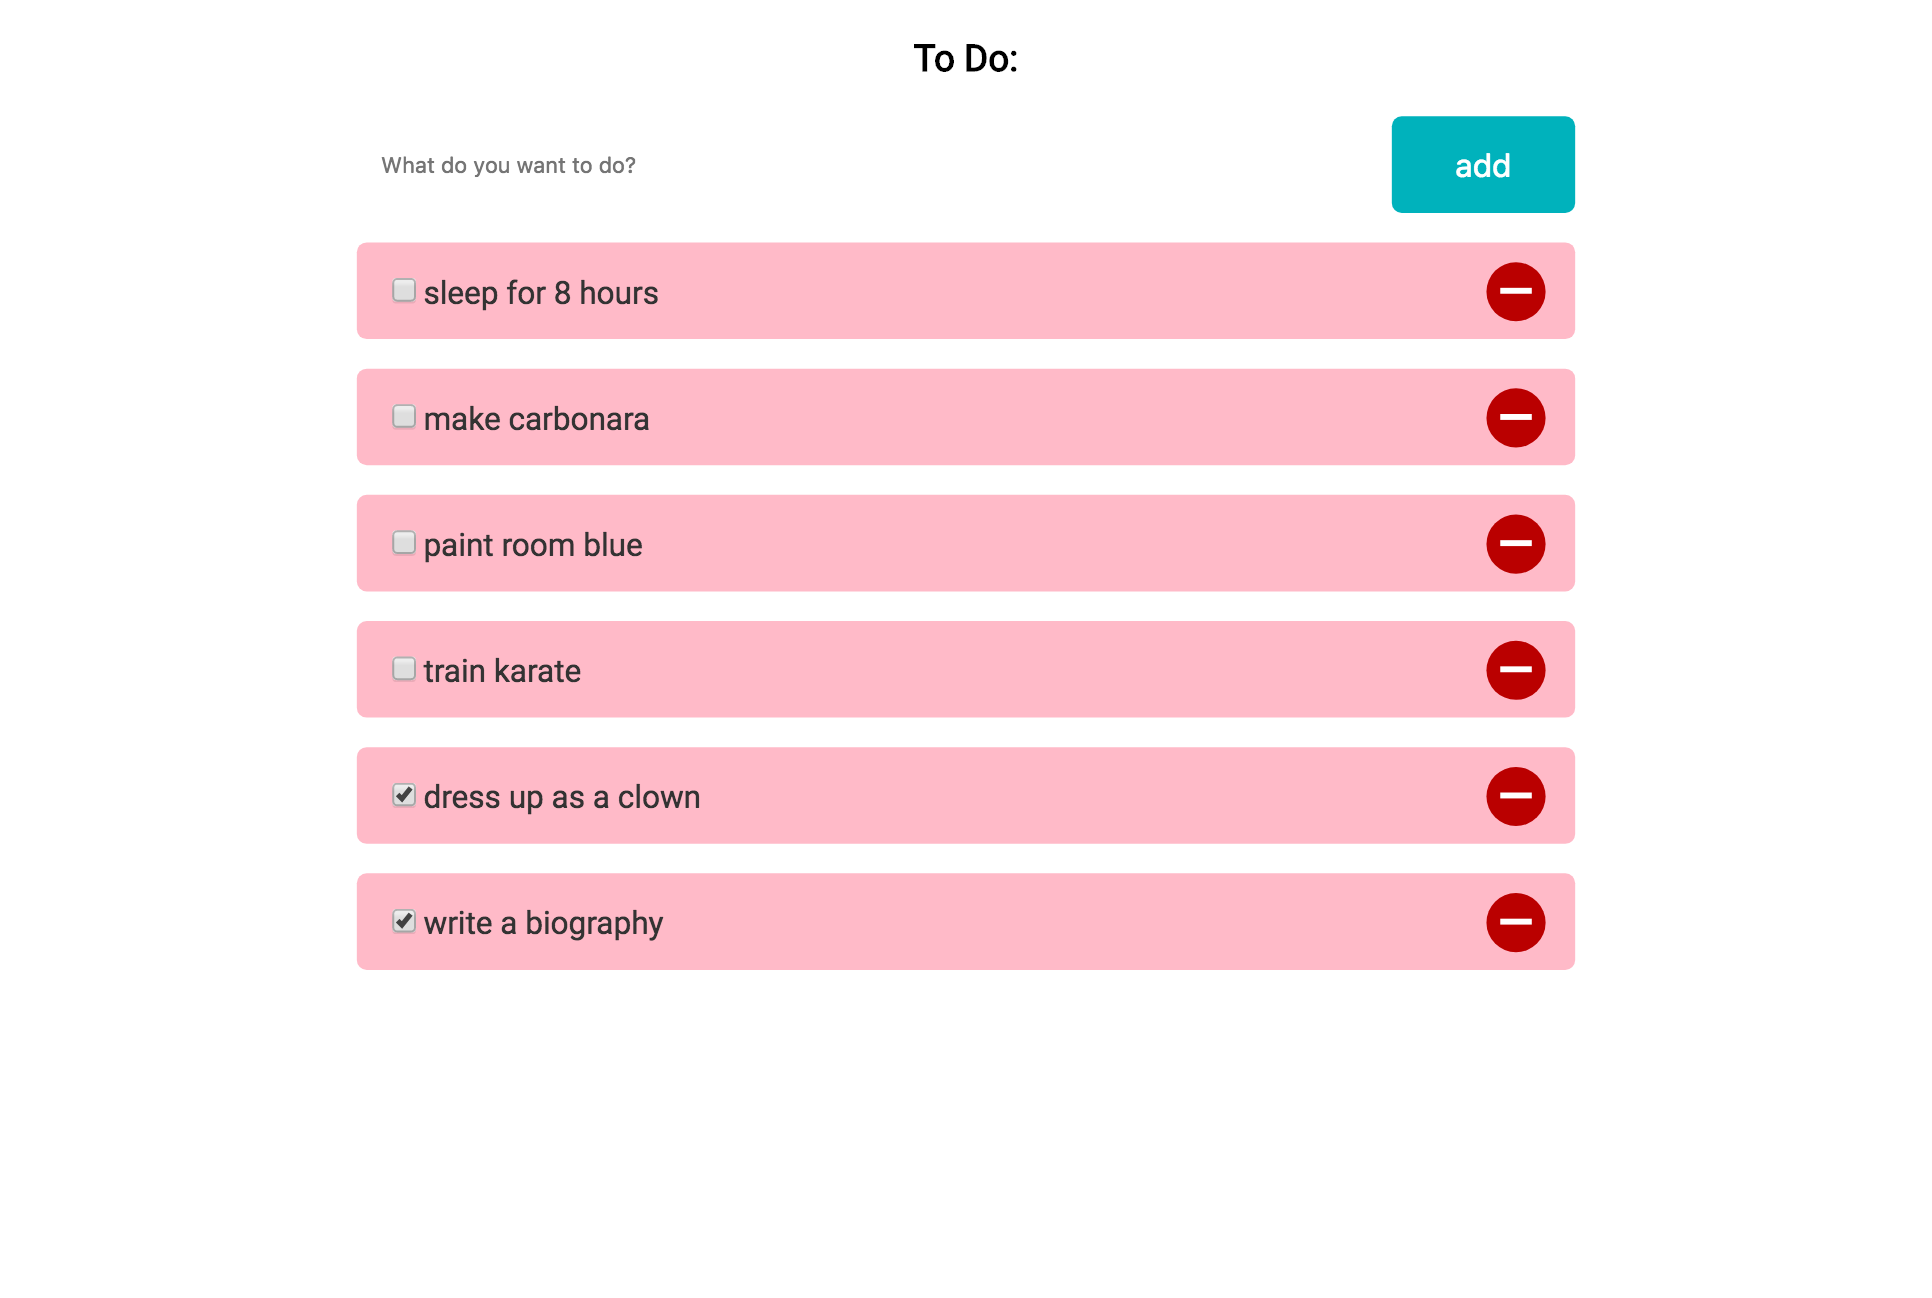 To Do:
What do you want to do?
add
sleep for 8 hours
make carbonara
paint room blue
train karate
dress up as a clown
write a biography